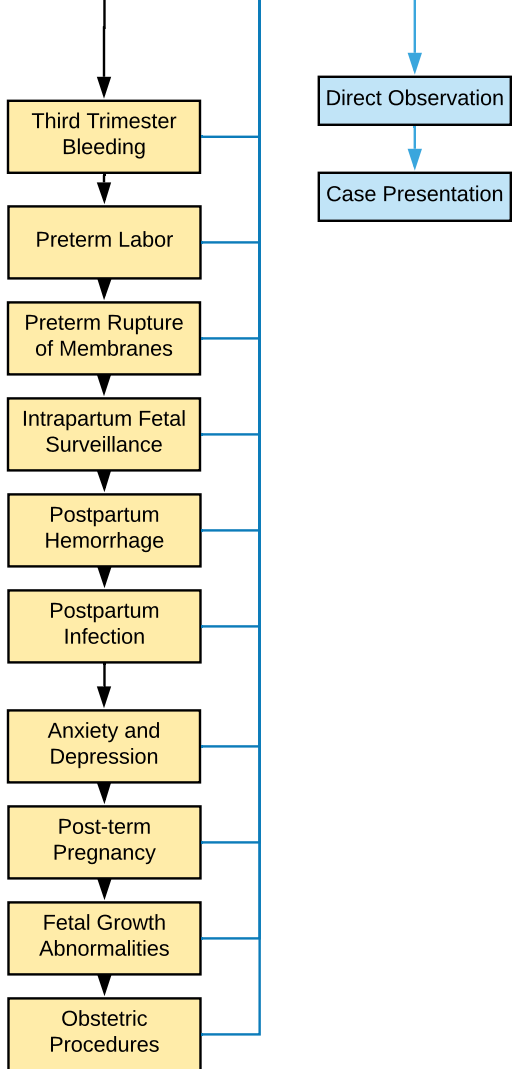 Third Trimester
Bleeding
Preterm Labor
Preterm Rupture
of Membranes
Intrapartum Fetal
Surveillance
Postpartum
Hemorrhage
Postpartum
Infection
Anxiety and
Depression
Post-term
Pregnancy
Fetal Growth
Abnormalities
Obstetric
Procedures
Direct Observation
Case Presentation